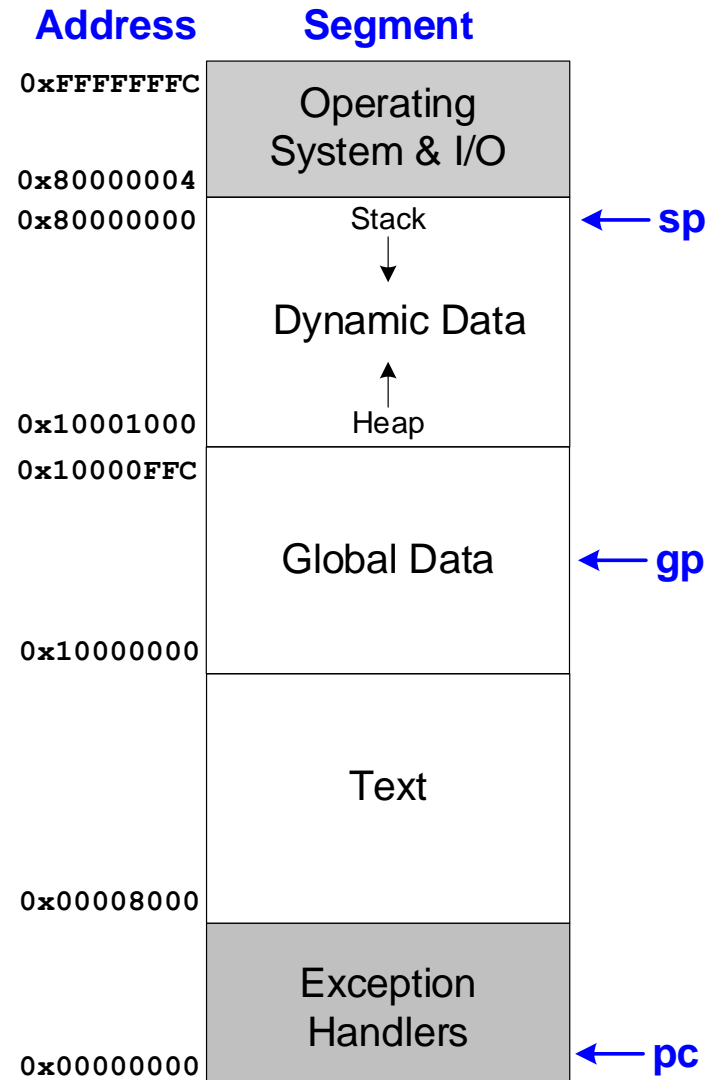 Address Segment
0xFFFFFFFC
Operating
System & I/O
0x80000004
0x80000000 Stack sp
Dynamic Data
0x10001000 Heap
0x10000FFC
Global Data gp
0x10000000
Text
0x00008000
Exception
Handlers
0x00000000 pc